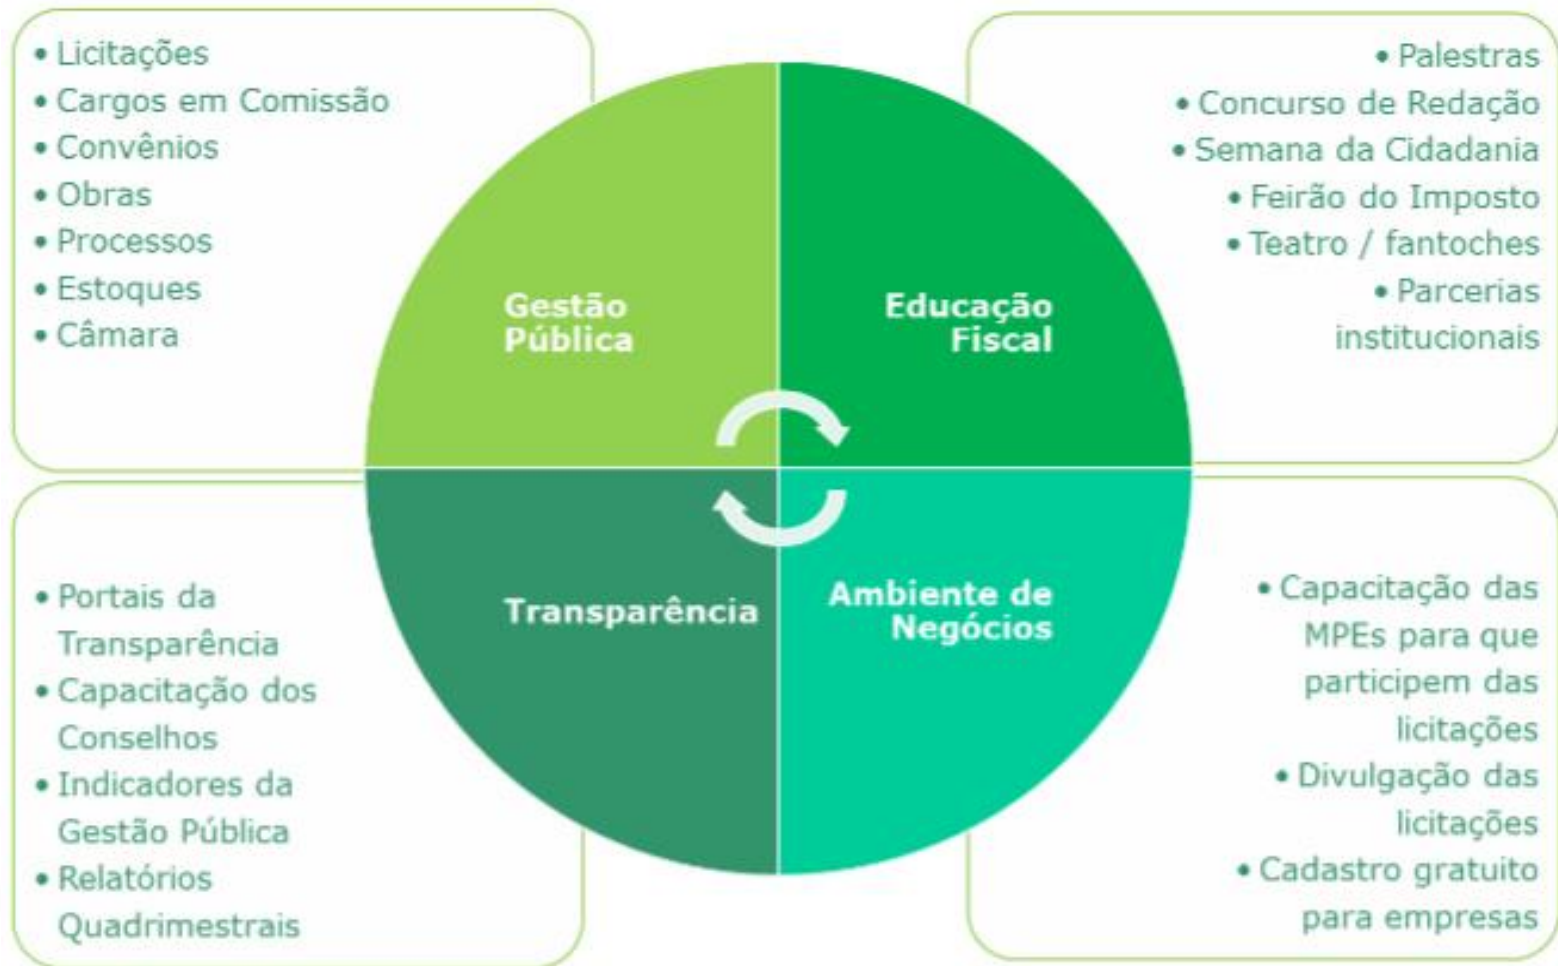 • Licitações
• Cargos em Comissão
• Convênios
• Obras
• Processos
• Estoques
• Câmara
Gestão
Pública
Educação
Fiscal
• Palestras
• Concurso de Redação
• Semana da Cidadania
• Feirão do Imposto
• Teatro / fantoches
• Parcerias
institucionais
• Portais da
Transparência
• Capacitação dos
Conselhos
• Indicadores da
Gestão Pública
• Relatórios
Quadrimestrais
Transparência
Ambiente de
Negócios
• Capacitação das
MPEs para que
participem das
licitações
• Divulgação das
licitações
• Cadastro gratuito
para empresas